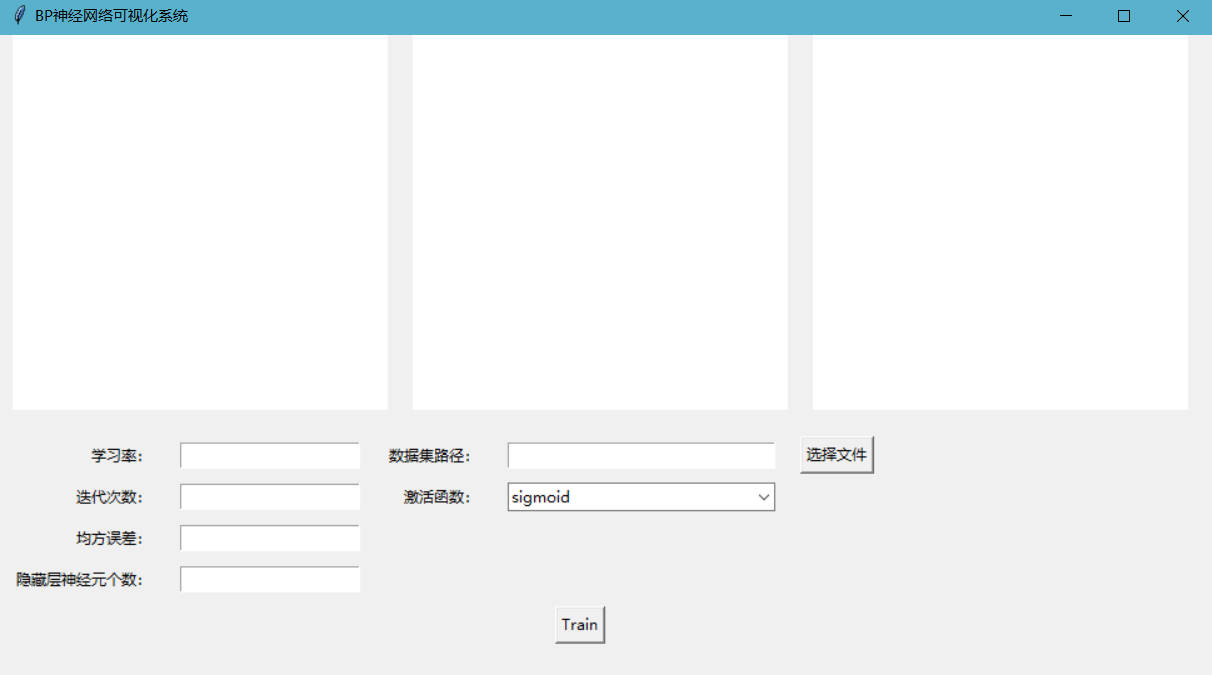 BP神经网络可视化系统
学习率: 数据集路径: 选择文件
迭代次数: 激活函数: sigmoid
均方误差:
隐藏层神经元个数:
Train